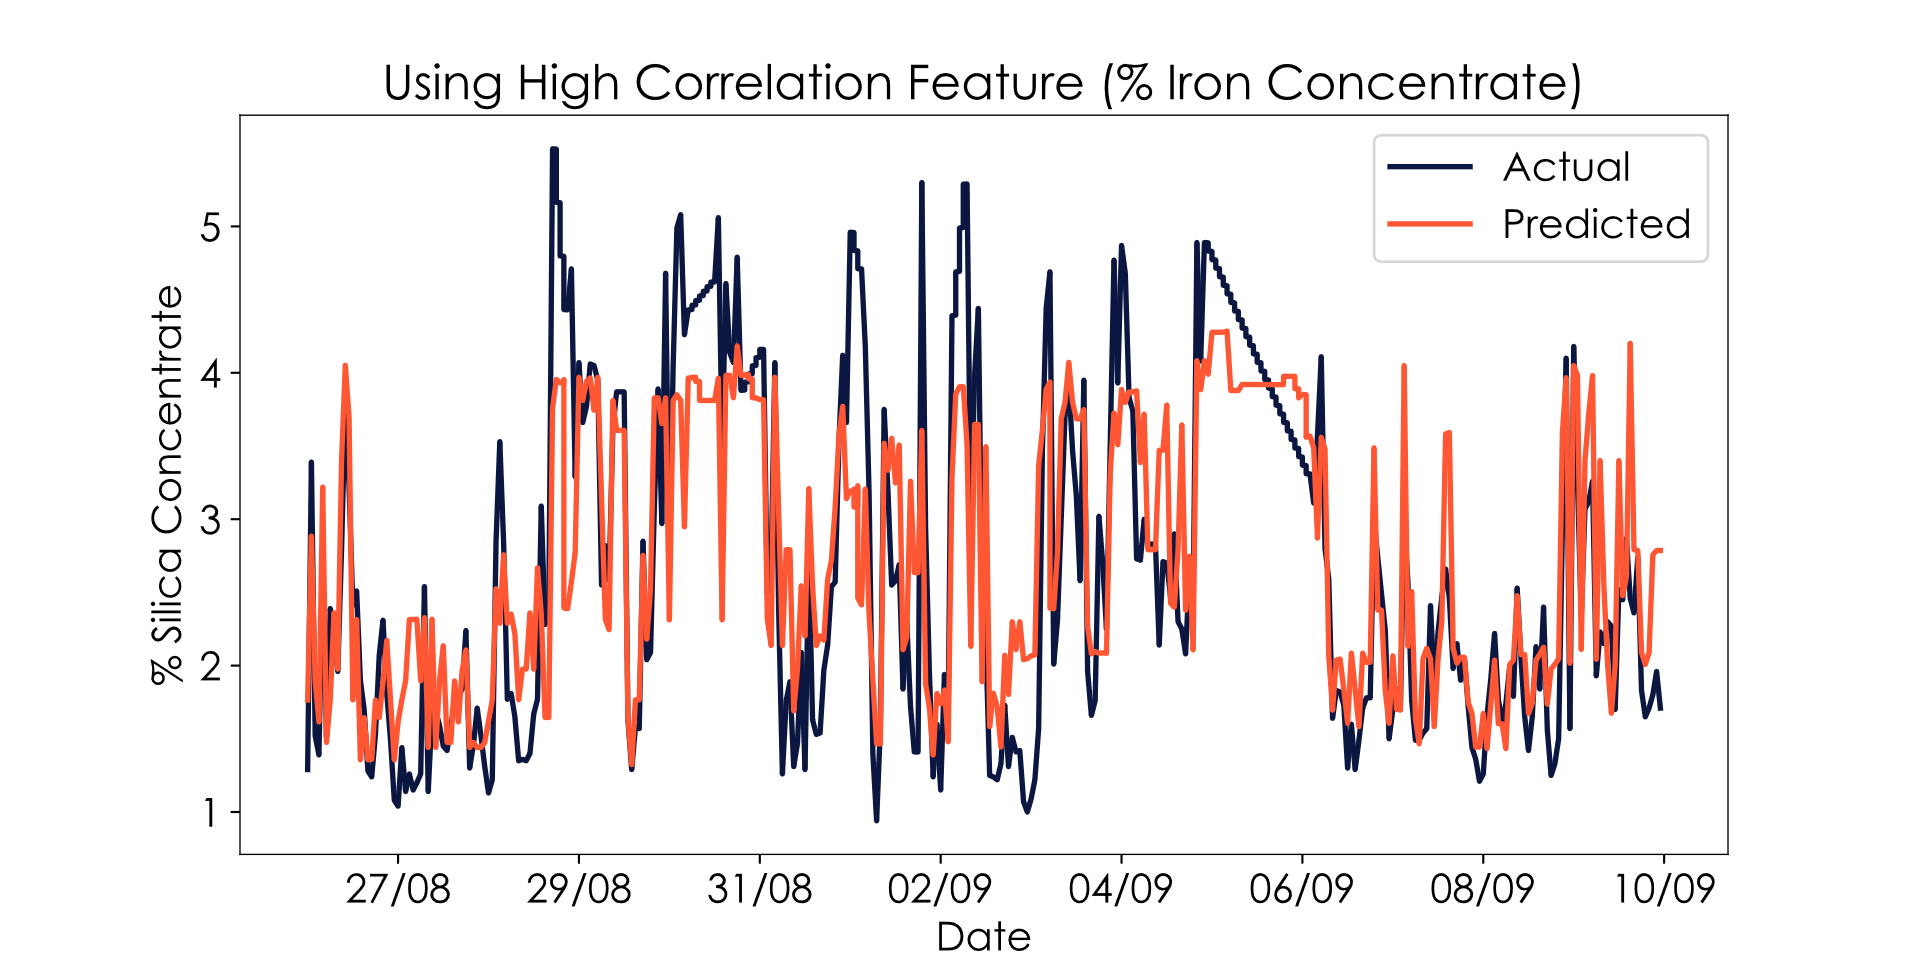 Using High Correlation Feature (% Iron Concentrate)
Actual
Predicted
% Silica Concentrate
5
4
3
2
1
27/08 29/08 31/08 02/09 04/09 06/09 08/09 10/09
Date